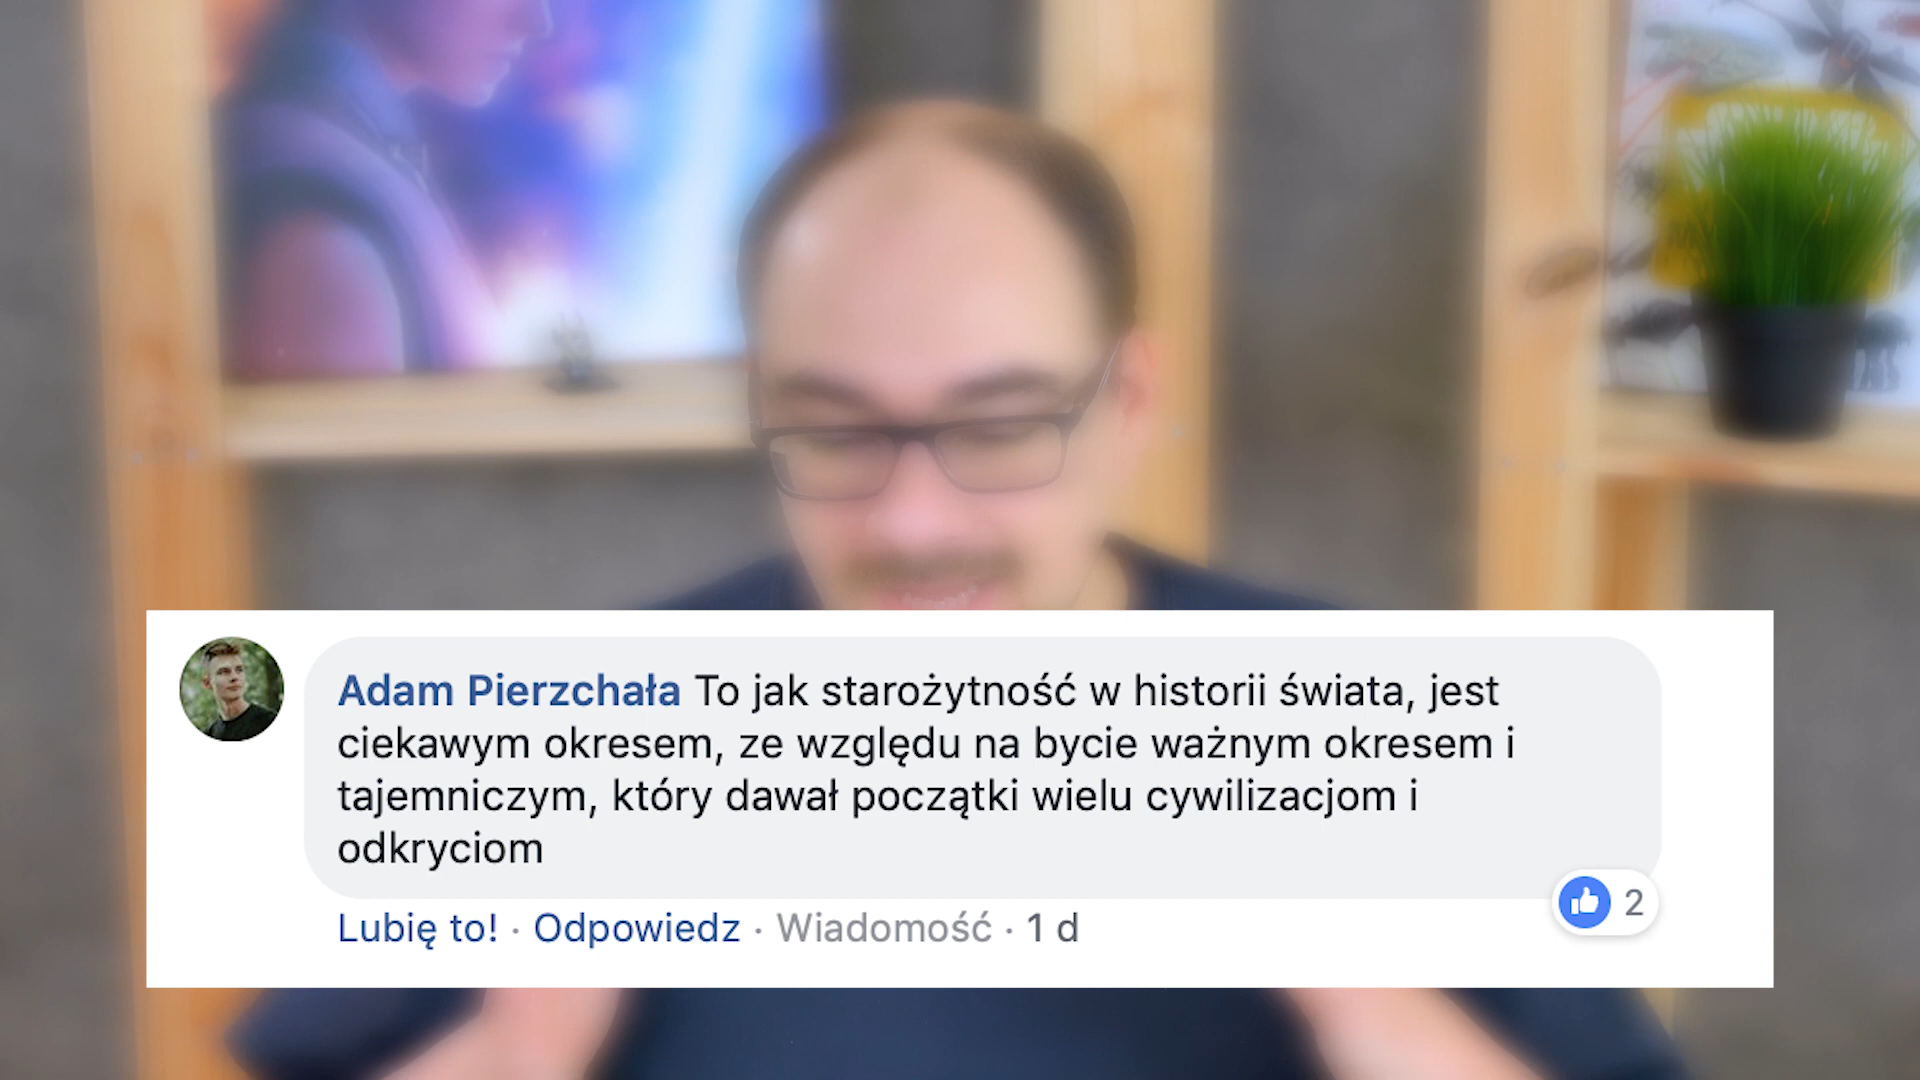 Adam Pierzchała To jak starożytność w historii świata, jest
ciekawym okresem, ze względu na bycie ważnym okresem i
tajemniczym, który dawał początki wielu cywilizacjom i
odkryciom
2
Lubię to! · Odpowiedz · Wiadomość · 1 d